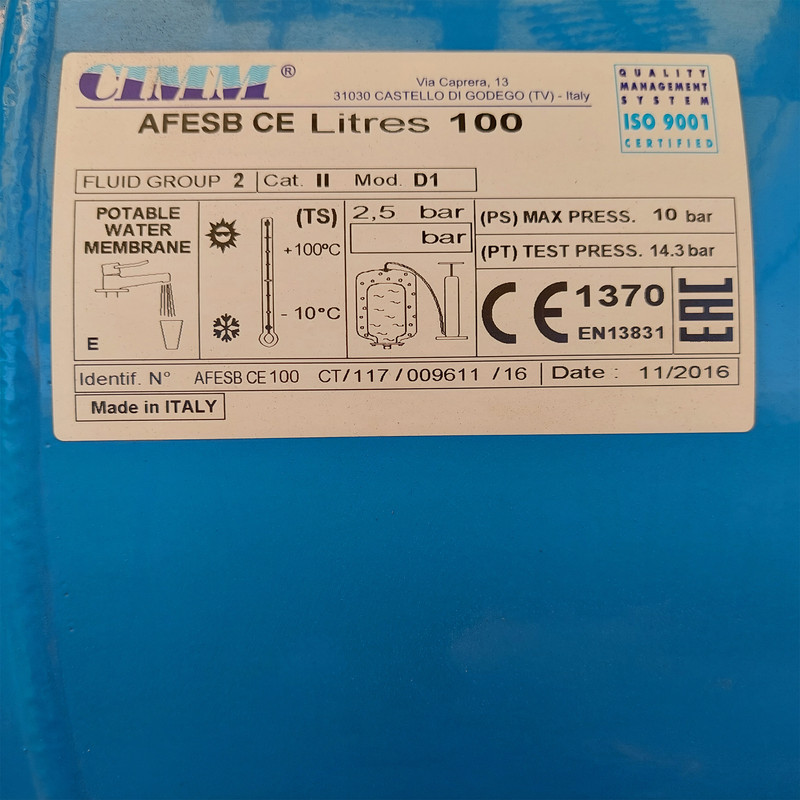 CIMM®
Via Caprera, 13
31030 CASTELLO DI GODEGO (TV) - Italy
QUALITY
MANAGEMENT
SYSTEM
ISO 9001
CERTIFIED
AFESB CE Litres 100
FLUID GROUP 2 Cat. II Mod. D1
POTABLE
WATER
MEMBRANE
E
(TS)
+100°C
- 10°C
2,5 bar
bar
(PS) MAX PRESS. 10 bar
(PT) TEST PRESS. 14.3 bar
CE 1370
EN13831
EAC
Identif. N° AFESB CE 100 CT/117/009611 /16 Date : 11/2016
Made in ITALY